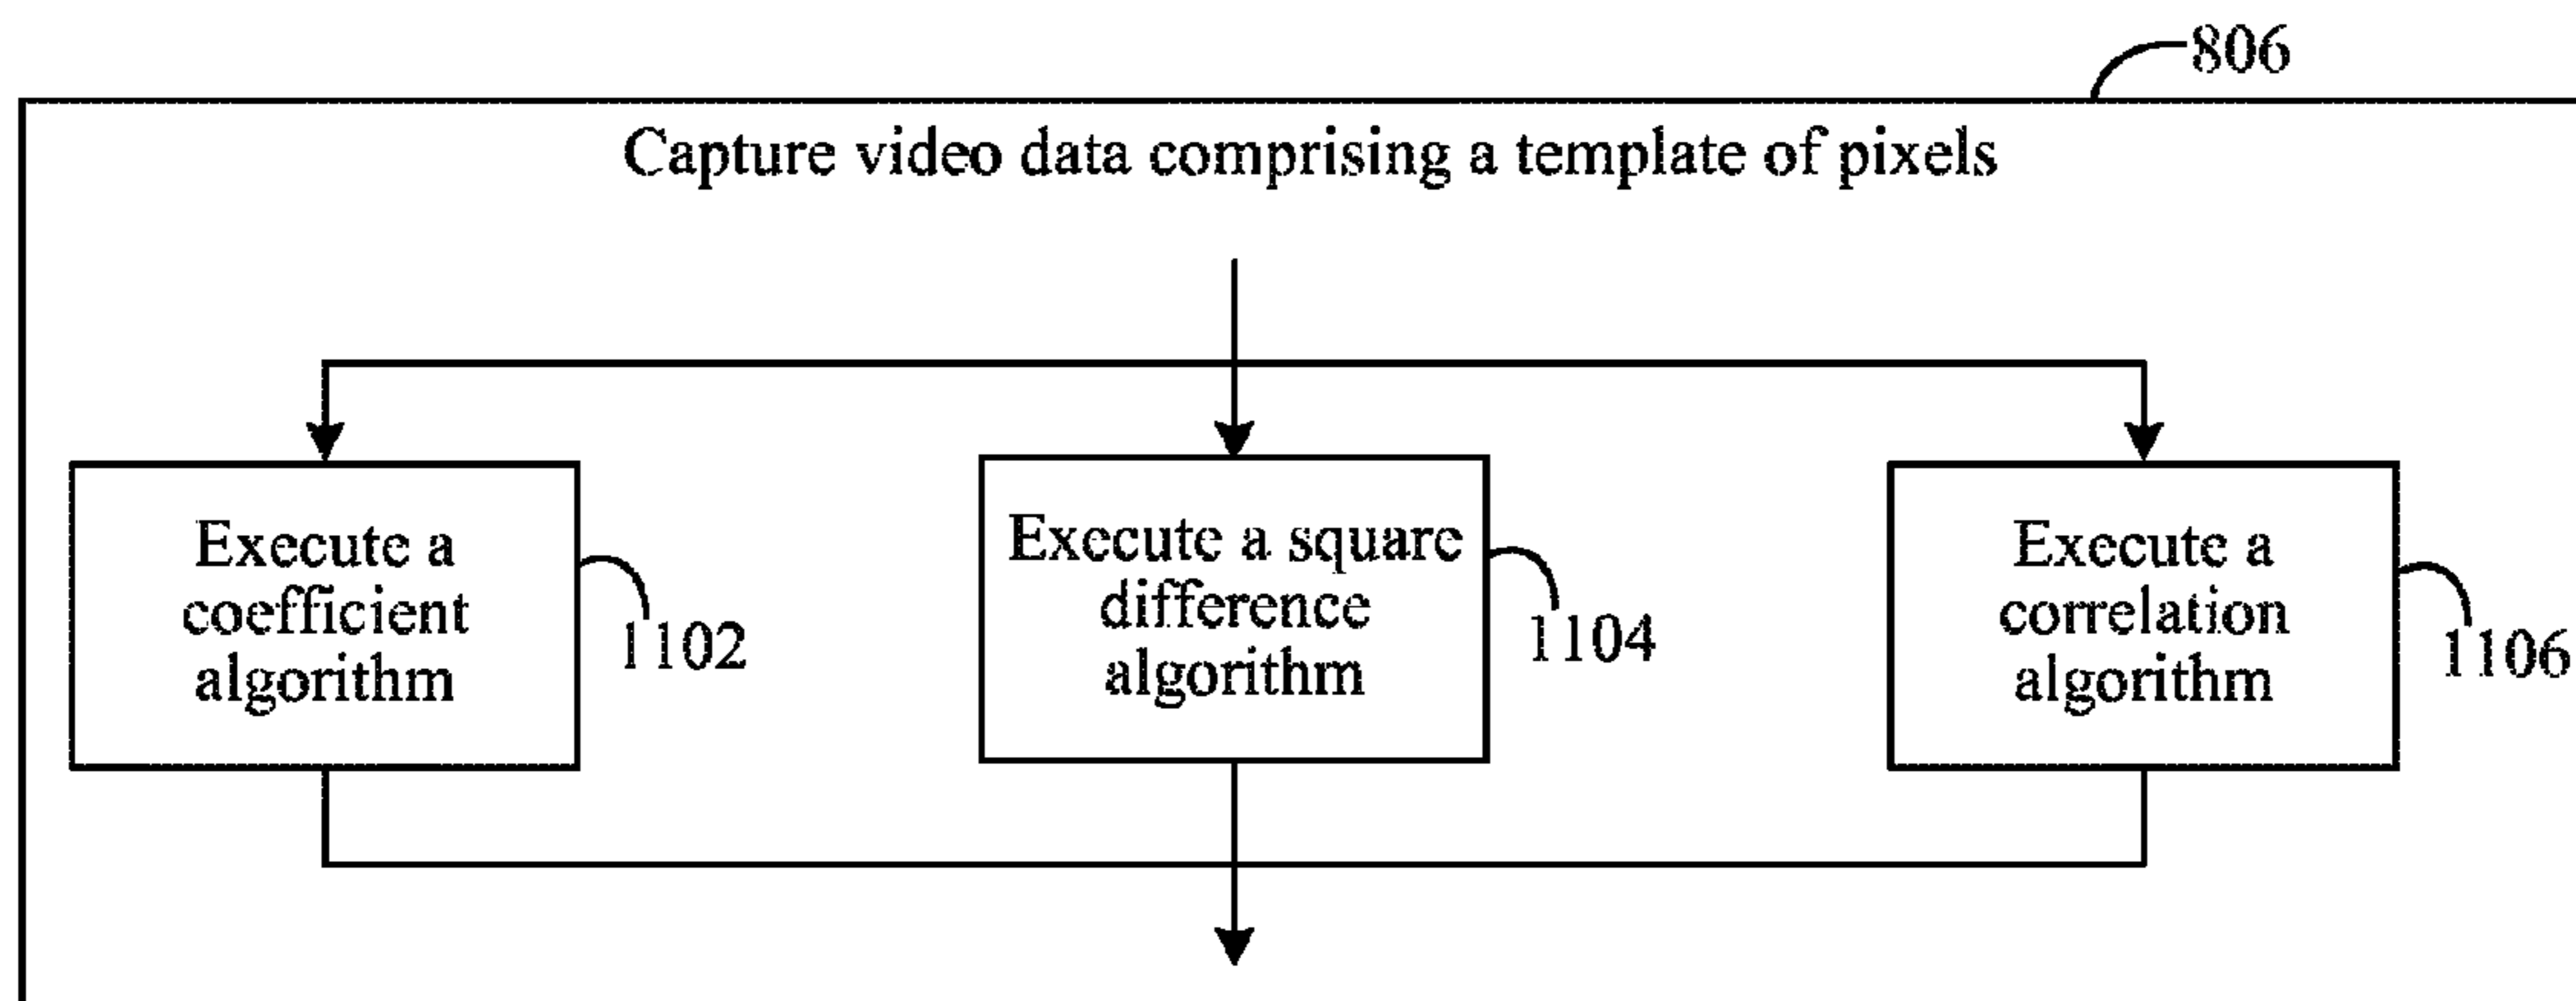 806
Capture video data comprising a template of pixels
Execute a
coefficient
algorithm
1102
Execute a square
difference
algorithm
1104
Execute a
correlation
algorithm
1106